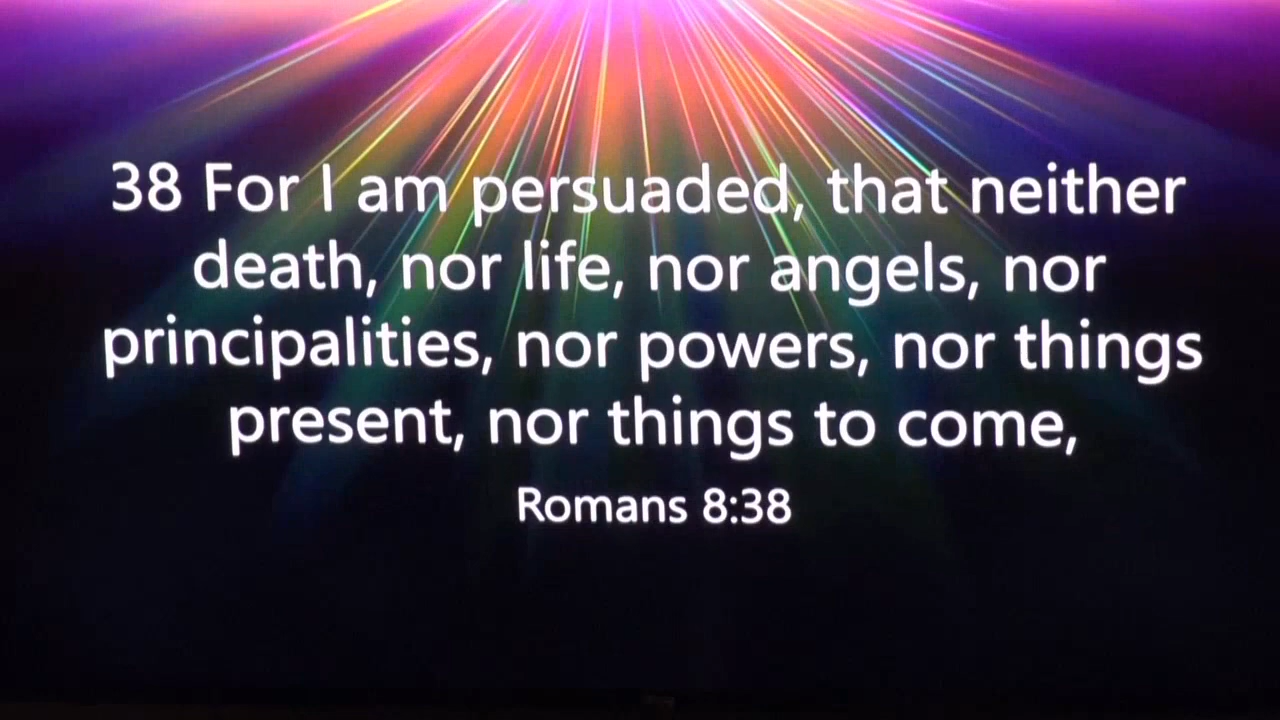 38 For I am persuaded, that neither
death, nor life, nor angels, nor
principalities, nor powers, nor things
present, nor things to come,
Romans 8:38